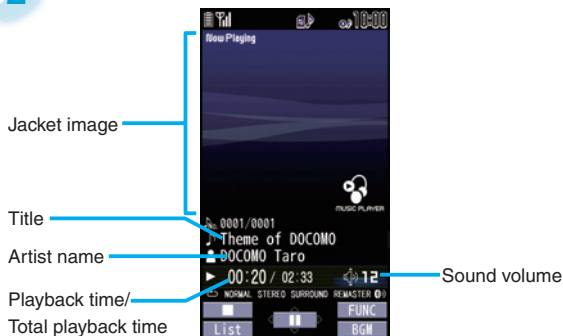 10:00
Now Playing
Jacket image
MUSIC PLAYER
No. 0001/0001
Title
Theme of DOCOMO
Artist name
DOCOMO Taro
00:20 / 02:33
12
Sound volume
Playback time/
Total playback time
NORMAL STEREO SURROUND REMASTER
FUNC
List
BGM